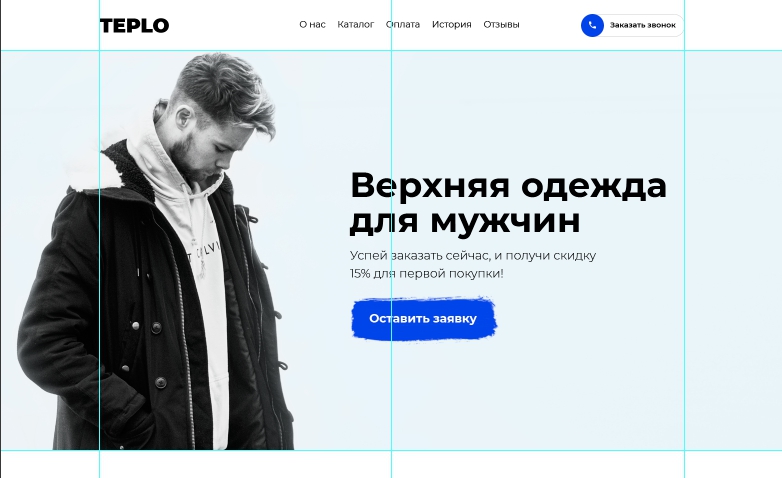 TEPLO
О нас Каталог Оплата История Отзывы
Заказать звонок
Верхняя одежда
для мужчин
Успей заказать сейчас, и получи скидку
15% для первой покупки!
Оставить заявку